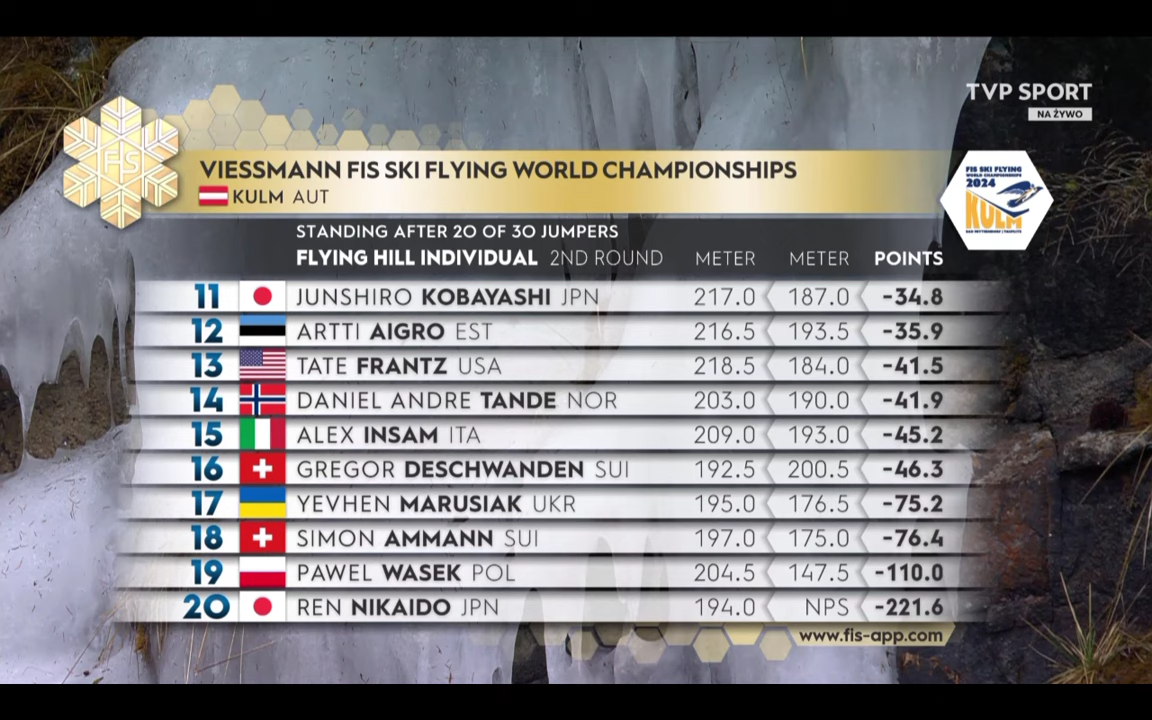 TVP SPORT
NA ŻYWO
FIS
VIESSMANN FIS SKI FLYING WORLD CHAMPIONSHIPS
KULM AUT
FIS SKI FLYING
WORLD CHAMPIONSHIPS
2024
KULM
STANDING AFTER 20 OF 30 JUMPERS
FLYING HILL INDIVIDUAL 2ND ROUND METER METER POINTS
11 JUNSHIRO KOBAYASHI JPN 217.0 187.0 -34.8
12 ARTTI AIGRO EST 216.5 193.5 -35.9
13 TATE FRANTZ USA 218.5 184.0 -41.5
14 DANIEL ANDRE TANDE NOR 203.0 190.0 -41.9
15 ALEX INSAM ITA 209.0 193.0 -45.2
16 GREGOR DESCHWANDEN SUI 192.5 200.5 -46.3
17 YEVHEN MARUSIAK UKR 195.0 176.5 -75.2
18 SIMON AMMANN SUI 197.0 175.0 -76.4
19 PAWEL WASEK POL 204.5 147.5 -110.0
20 REN NIKAIDO JPN 194.0 NPS -221.6
www.fis-app.com